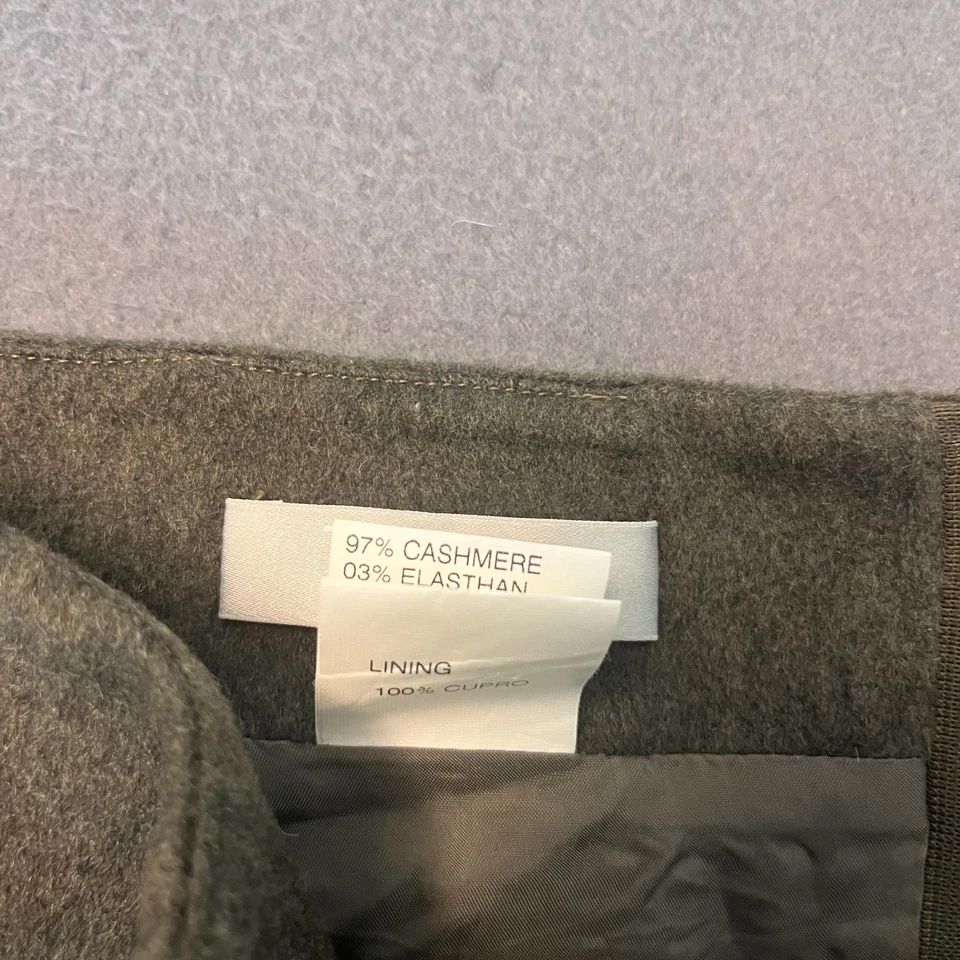 97% CASHMERE
03% ELASTHAN
LINING
100% CUPRO